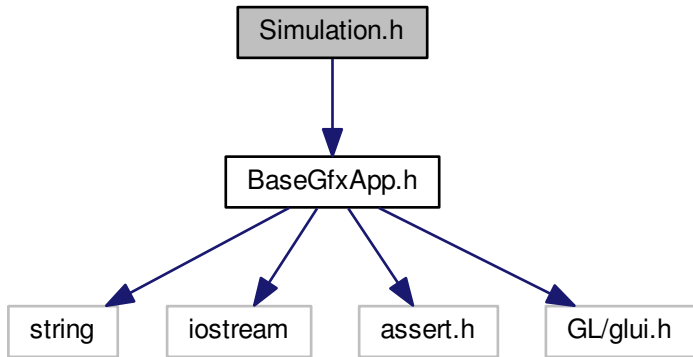 Simulation.h
BaseGfxApp.h
string
iostream
assert.h
GL/glui.h